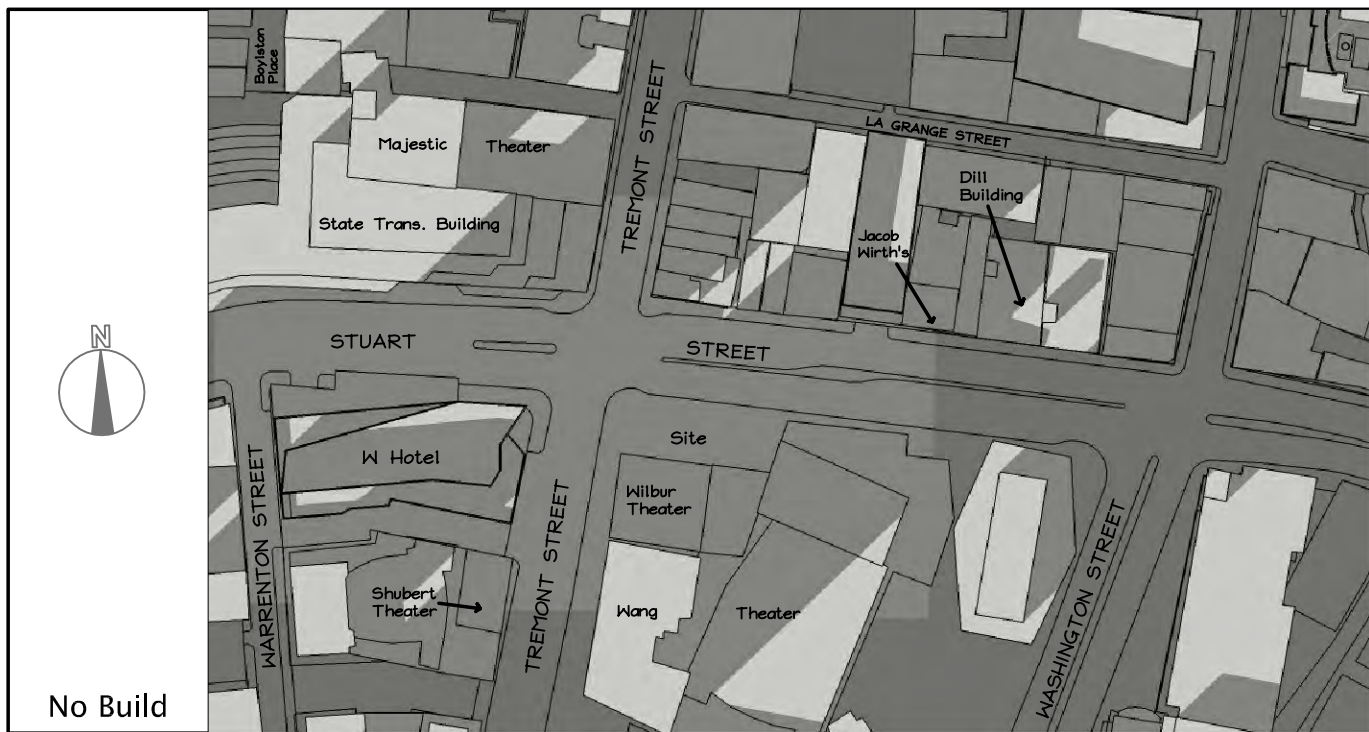 Boylston
Place
Majestic
Theater
State Trans. Building
TREMONT STREET
LA GRANGE STREET
Dill
Building
Jacob
Wirth's
N
STUART
STREET
Site
W Hotel
Wilbur
Theater
WARRENTON STREET
TREMONT STREET
WASHINGTON STREET
Shubert
Theater
Wang
Theater
No Build